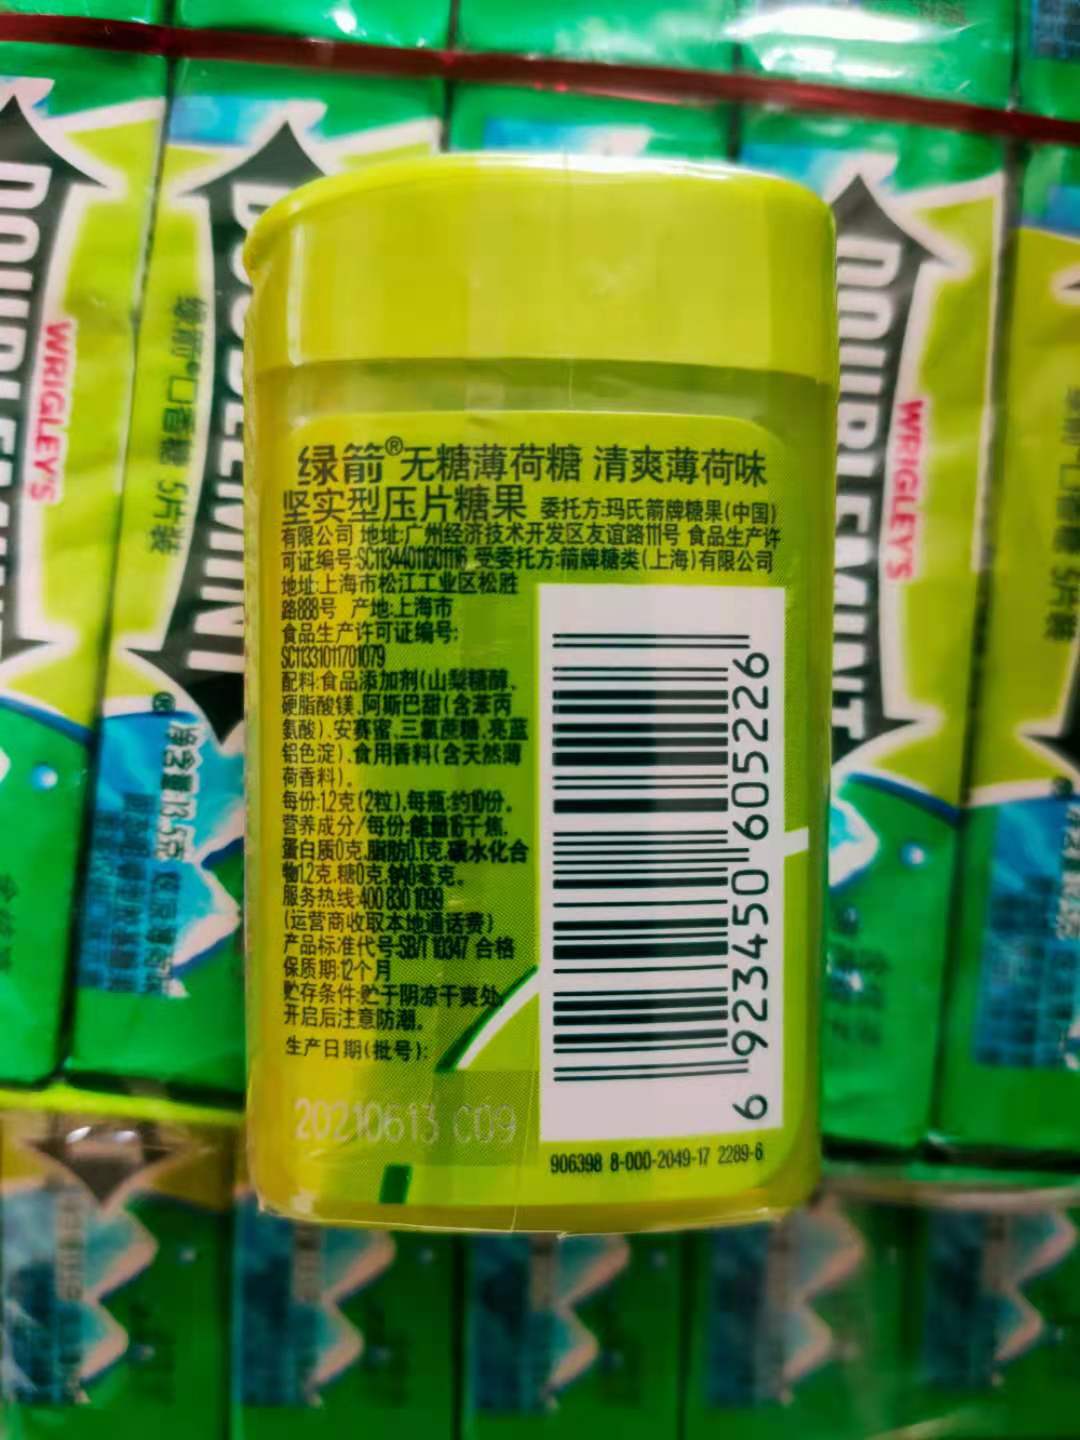 绿箭®无糖薄荷糖 清爽薄荷味
坚实型压片糖果 委托方:玛氏箭牌糖果(中国)
有限公司 地址:广州经济技术开发区友谊路111号 食品生产许
可证编号:SC11344011601116 受委托方:箭牌糖类(上海)有限公司
地址:上海市松江工业区松胜
路888号 产地:上海市
食品生产许可证编号:
SC11331011701079
配料:食品添加剂(山梨糖醇、
硬脂酸镁、阿斯巴甜(含苯丙
氨酸)、安赛蜜、三氯蔗糖、亮蓝
铝色淀)、食用香料(含天然薄
荷香料)。
每份:1.2克(2粒),每瓶:约10份。
营养成分/每份:能量16千焦,
蛋白质0克,脂肪0.1克,碳水化合
物1.2克,糖0克,钠0毫克。
服务热线:400 830 1099
(运营商收取本地通话费)
产品标准代号:SB/T 10347 合格
保质期:12个月
贮存条件:贮于阴凉干爽处,
开启后注意防潮。
生产日期(批号):
20210613 C09
6 923450 605226
906398 8-000-2049-17 2289-6
DOUBLEMINT
WRIGLEY'S
绿箭®口香糖 5片装
净含量13.5克
DOUBLEMINT
WRIGLEY'S
5片装